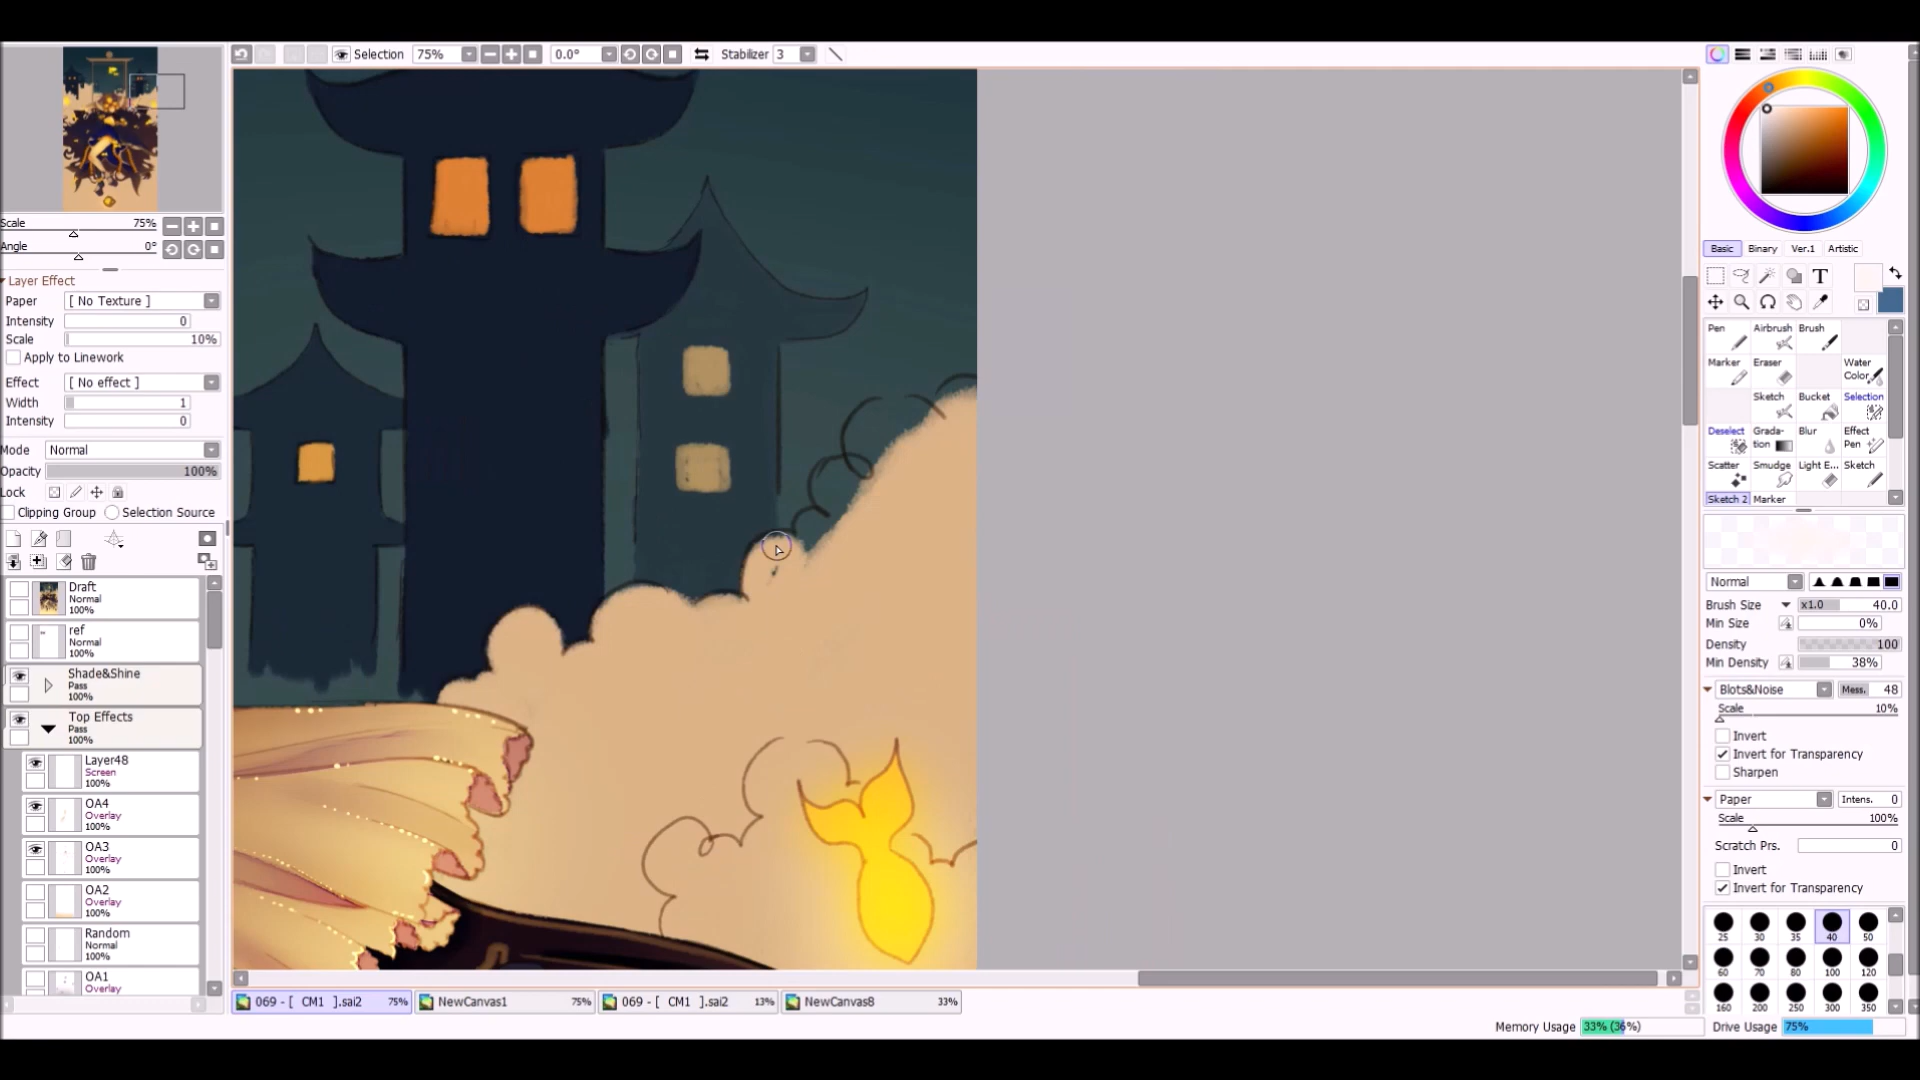 Selection 75% 0.0° Stabilizer 3
Scale 75%
Angle 0°
Layer Effect
Paper [ No Texture ]
Intensity 0
Scale 10%
Apply to Linework
Effect [ No effect ]
Width 1
Intensity 0
Mode Normal
Opacity 100%
Lock
Clipping Group Selection Source
Draft
Normal
100%
ref
Normal
100%
Shade&Shine
Pass
100%
Top Effects
Pass
100%
Layer48
Screen
100%
OA4
Overlay
100%
OA3
Overlay
100%
OA2
Overlay
100%
Random
Normal
100%
OA1
Overlay
Basic Binary Ver.1 Artistic
T
Pen Airbrush Brush
Marker Eraser Water Color
Sketch Bucket Selection
Deselect Grada-tion Blur Effect Pen
Scatter Smudge Light E... Sketch
Sketch 2 Marker
Normal
Brush Size x1.0 40.0
Min Size 0%
Density 100
Min Density 38%
Blots&Noise Mess. 48
Scale 10%
Invert
Invert for Transparency
Sharpen
Paper Intens. 0
Scale 100%
Scratch Prs. 0
Invert
Invert for Transparency
25 30 35 40 50
60 70 80 100 120
160 200 250 300 350
069 - [ CM1 ].sai2 75% NewCanvas1 75% 069 - [ CM1 ].sai2 13% NewCanvas8 33%
Memory Usage 33% (36%) Drive Usage 75%